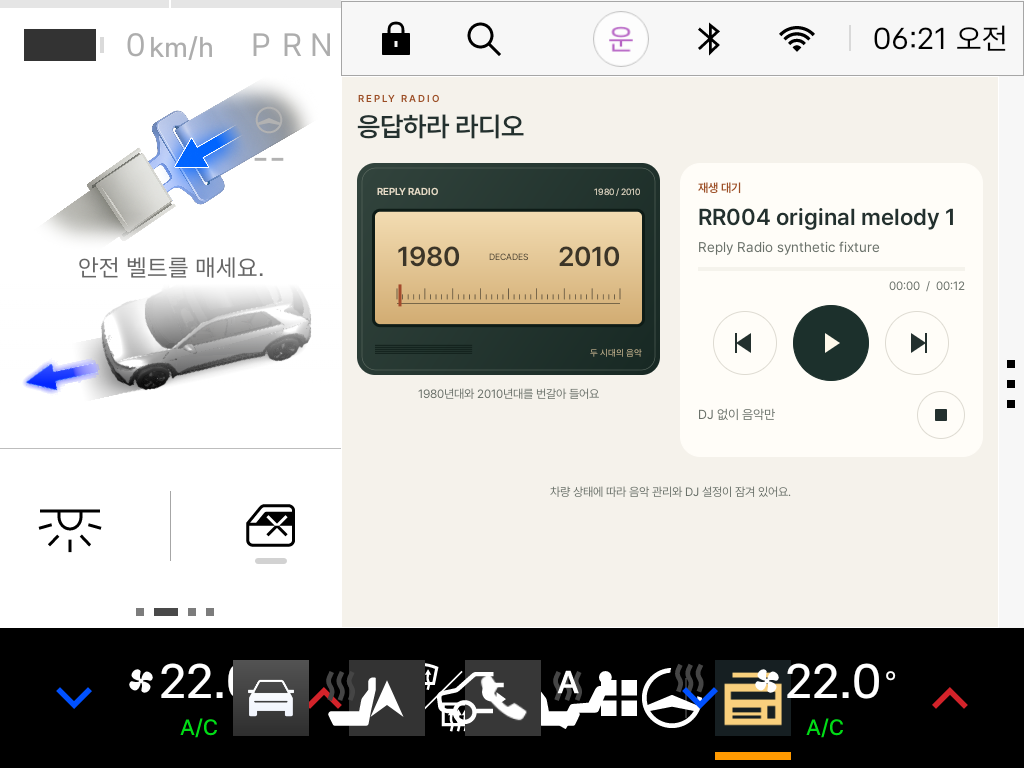 0 km/h P R N
안전 벨트를 매세요.
운
06:21 오전
REPLY RADIO
응답하라 라디오
REPLY RADIO
1980 / 2010
1980
DECADES
2010
두 시대의 음악
1980년대와 2010년대를 번갈아 들어요
재생 대기
RR004 original melody 1
Reply Radio synthetic fixture
00:00 / 00:12
DJ 없이 음악만
차량 상태에 따라 음악 관리와 DJ 설정이 잠겨 있어요.
A
22.0°
A/C
A/C